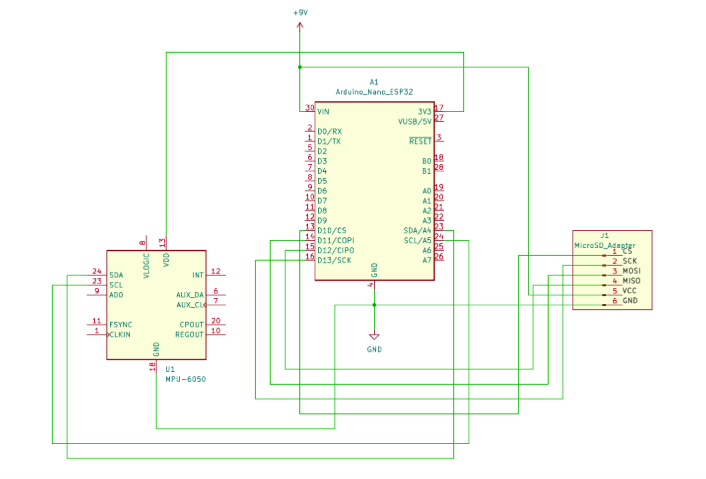 +9V
A1
Arduino_Nano_ESP32
30 VIN 3V3 17
VUSB/5V 27
2 D0/RX
1 D1/TX RESET 3
5 D2
6 D3 B0 18
7 D4 B1 28
8 D5
9 D6 A0 19
10 D7 A1 20
11 D8 A2 21
12 D9 A3 22
13 D10/CS SDA/A4 23
14 D11/COPI SCL/A5 24
15 D12/CIPO A6 25
16 D13/SCK A7 26
GND
4
GND
8 13
VLOGIC VDD
24 SDA INT 12
23 SCL
9 AD0 AUX_DA 6
AUX_CL 7
11 FSYNC CPOUT 20
1 CLKIN REGOUT 10
GND
18
U1
MPU-6050
J1
MicroSD_Adapter
1 CS
2 SCK
3 MOSI
4 MISO
5 VCC
6 GND